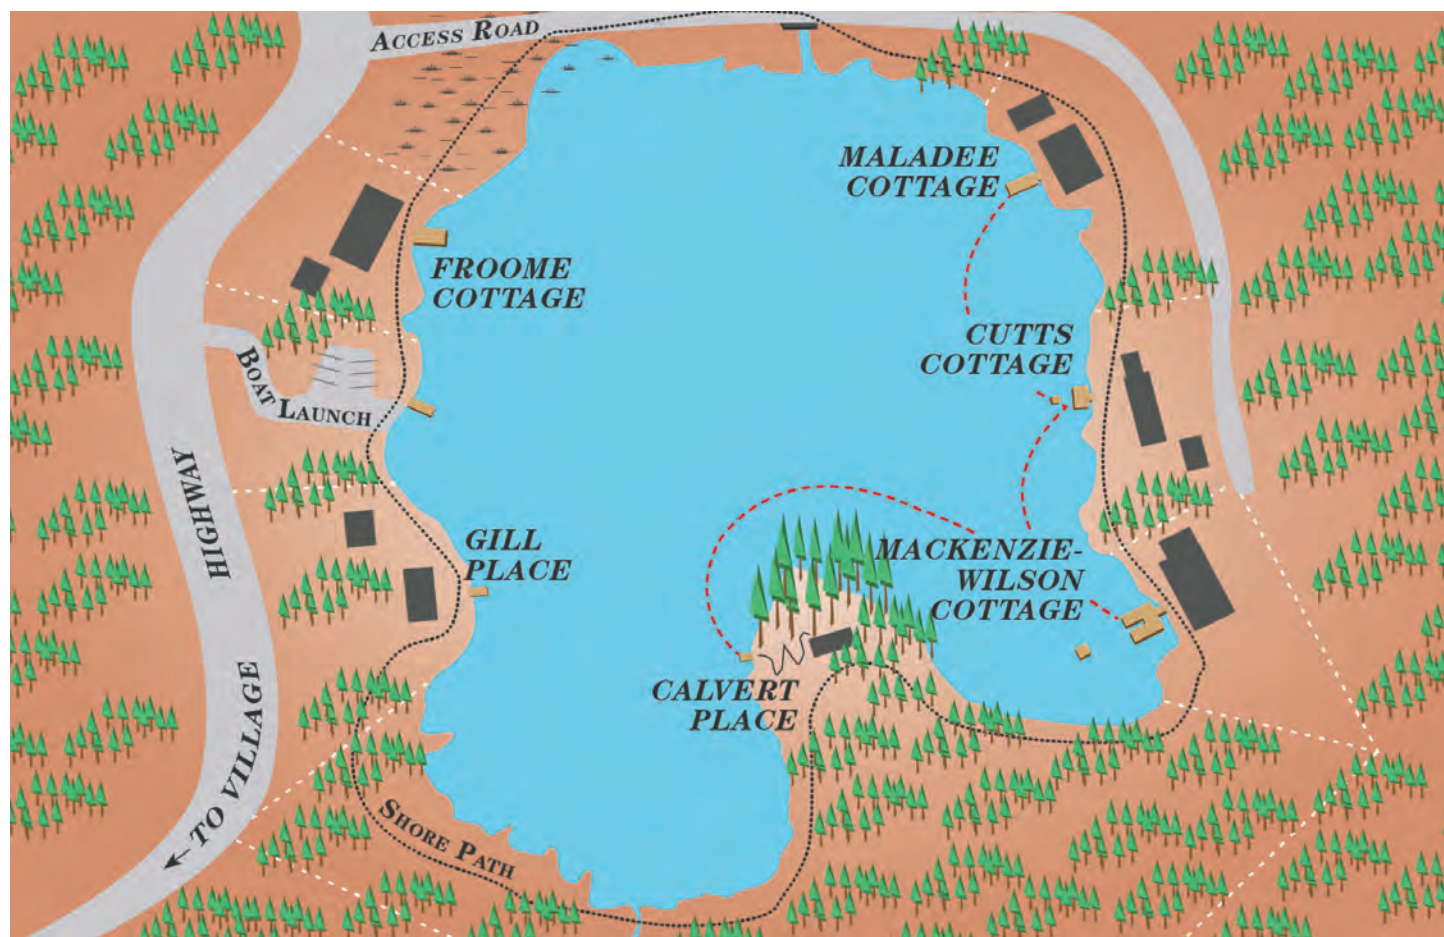 ACCESS ROAD
MALADEE
COTTAGE
FROOME
COTTAGE
CUTTS
COTTAGE
BOAT LAUNCH
HIGHWAY
GILL
PLACE
MACKENZIE-
WILSON
COTTAGE
CALVERT
PLACE
←TO VILLAGE
SHORE PATH